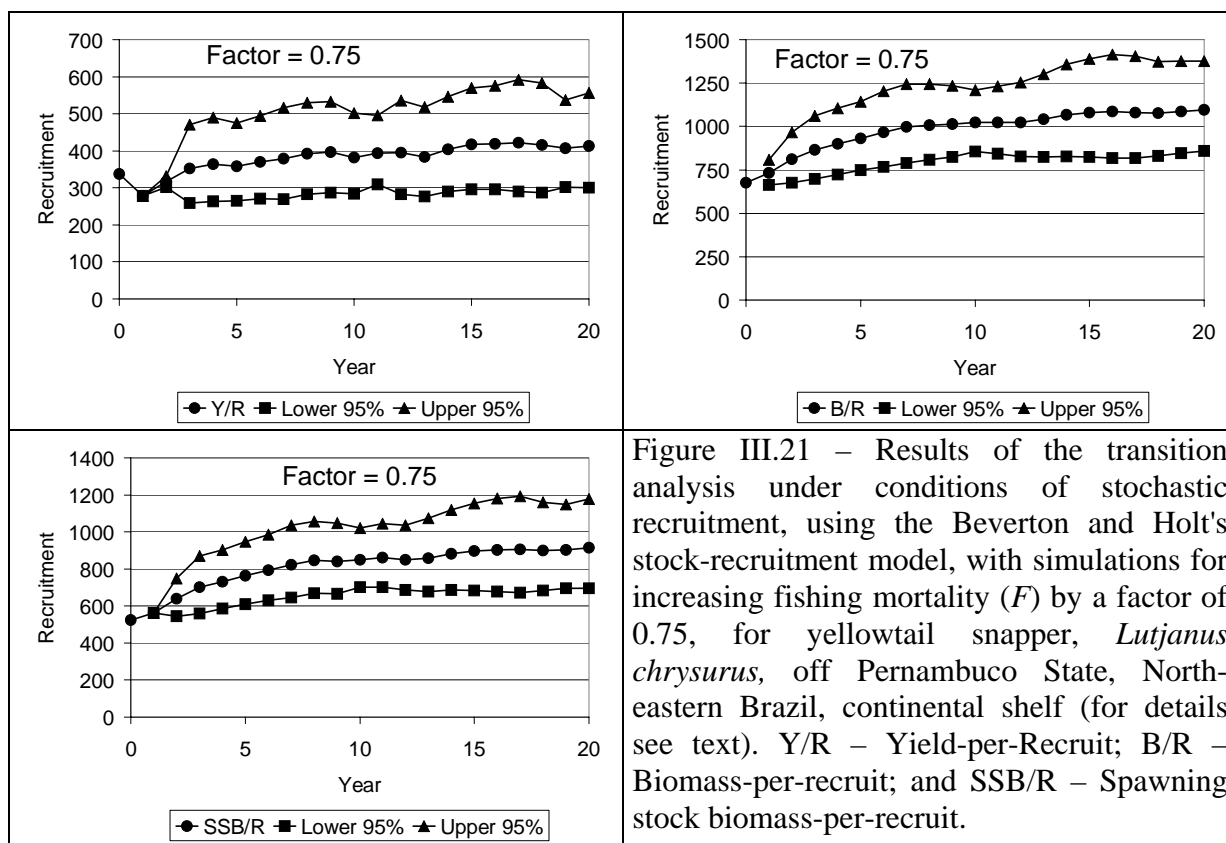 Factor = 0.75
700
600
500
400
300
200
100
0
Recruitment
0 5 10 15 20
Year
Y/R Lower 95% Upper 95%
Factor = 0.75
1500
1250
1000
750
500
250
0
Recruitment
0 5 10 15 20
Year
B/R Lower 95% Upper 95%
Factor = 0.75
1400
1200
1000
800
600
400
200
0
Recruitment
0 5 10 15 20
Year
SSB/R Lower 95% Upper 95%
Figure III.21 – Results of the transition
analysis under conditions of stochastic
recruitment, using the Beverton and Holt's
stock-recruitment model, with simulations for
increasing fishing mortality (F) by a factor of
0.75, for yellowtail snapper, Lutjanus
chrysurus, off Pernambuco State, North-
eastern Brazil, continental shelf (for details
see text). Y/R – Yield-per-Recruit; B/R –
Biomass-per-recruit; and SSB/R – Spawning
stock biomass-per-recruit.